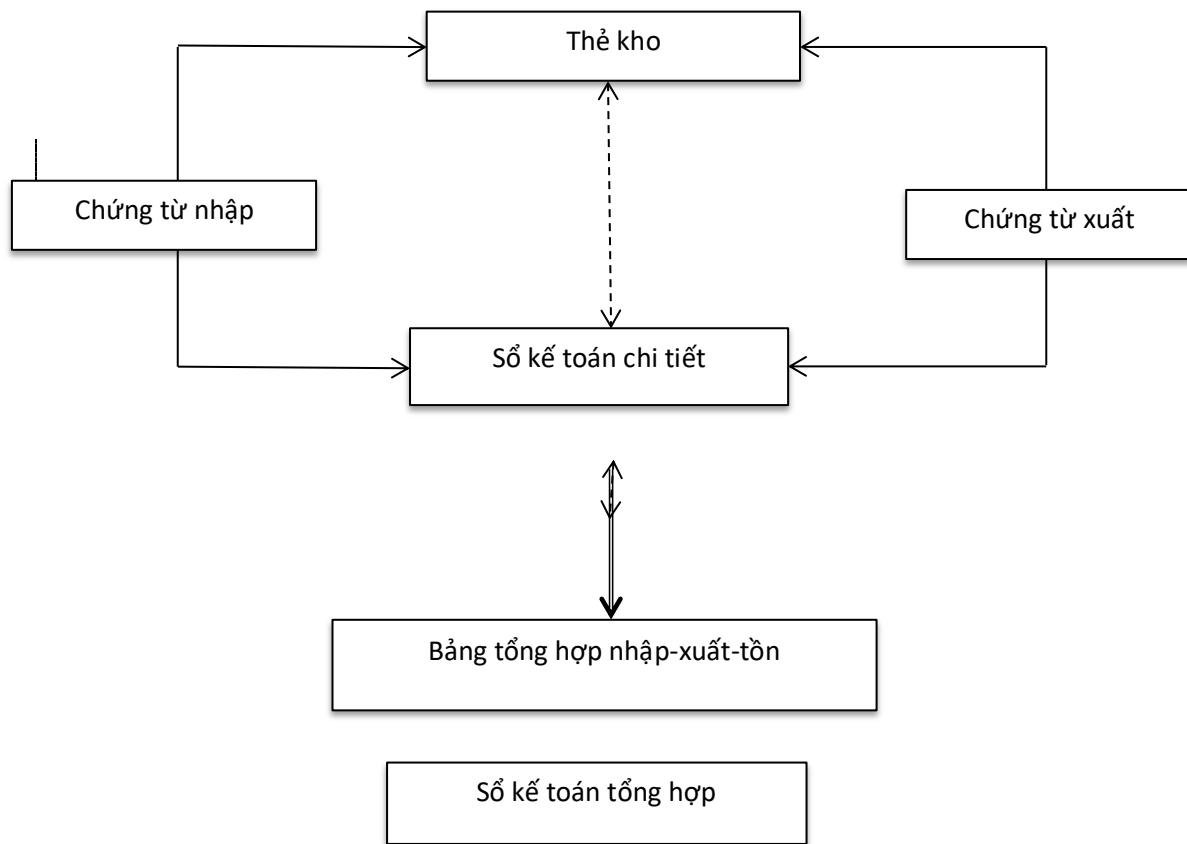 Thẻ kho
Chứng từ nhập
Chứng từ xuất
Sổ kế toán chi tiết
Bảng tổng hợp nhập-xuất-tồn
Sổ kế toán tổng hợp